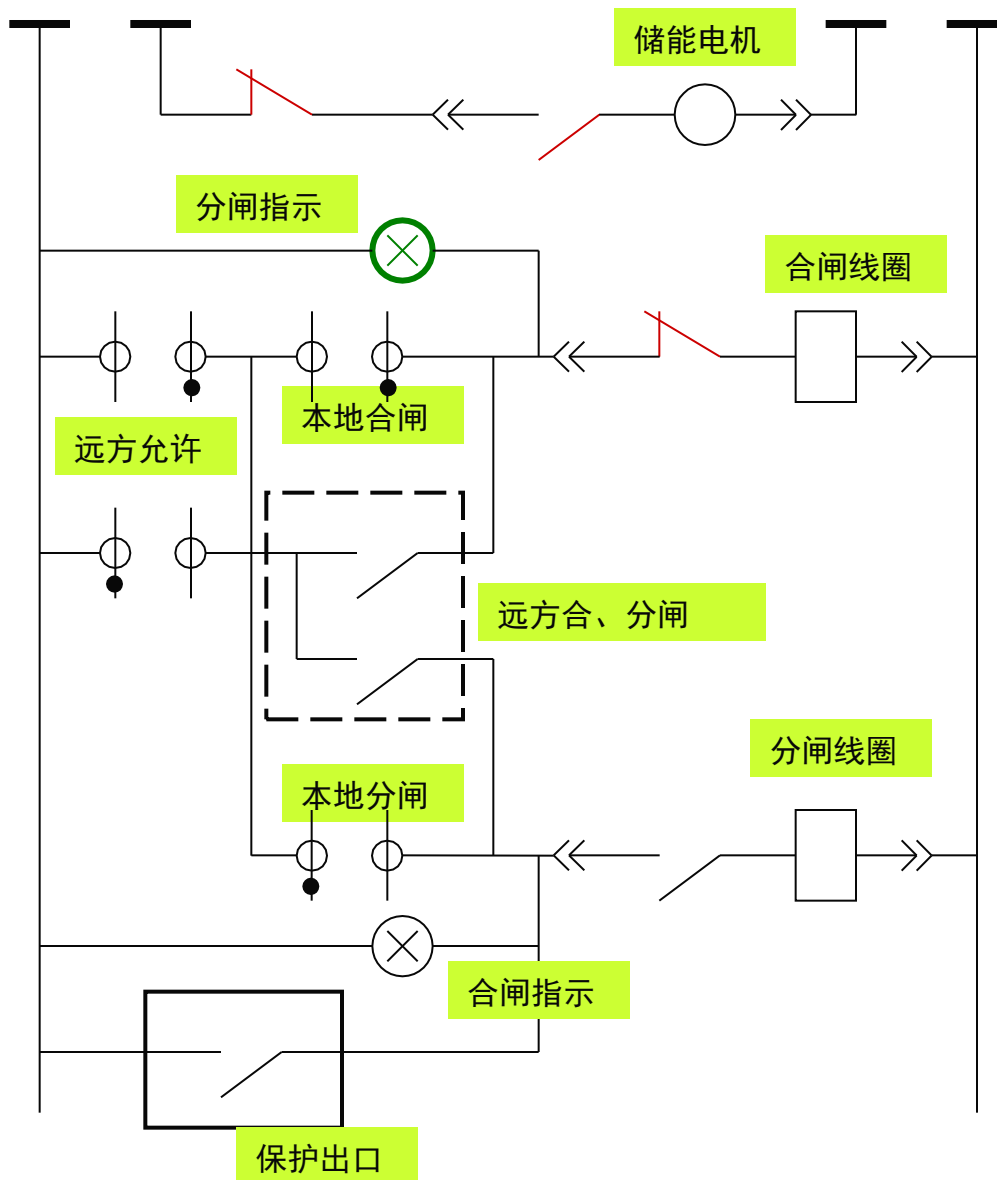 储能电机
分闸指示
合闸线圈
本地合闸
远方允许
远方合、分闸
分闸线圈
本地分闸
合闸指示
保护出口